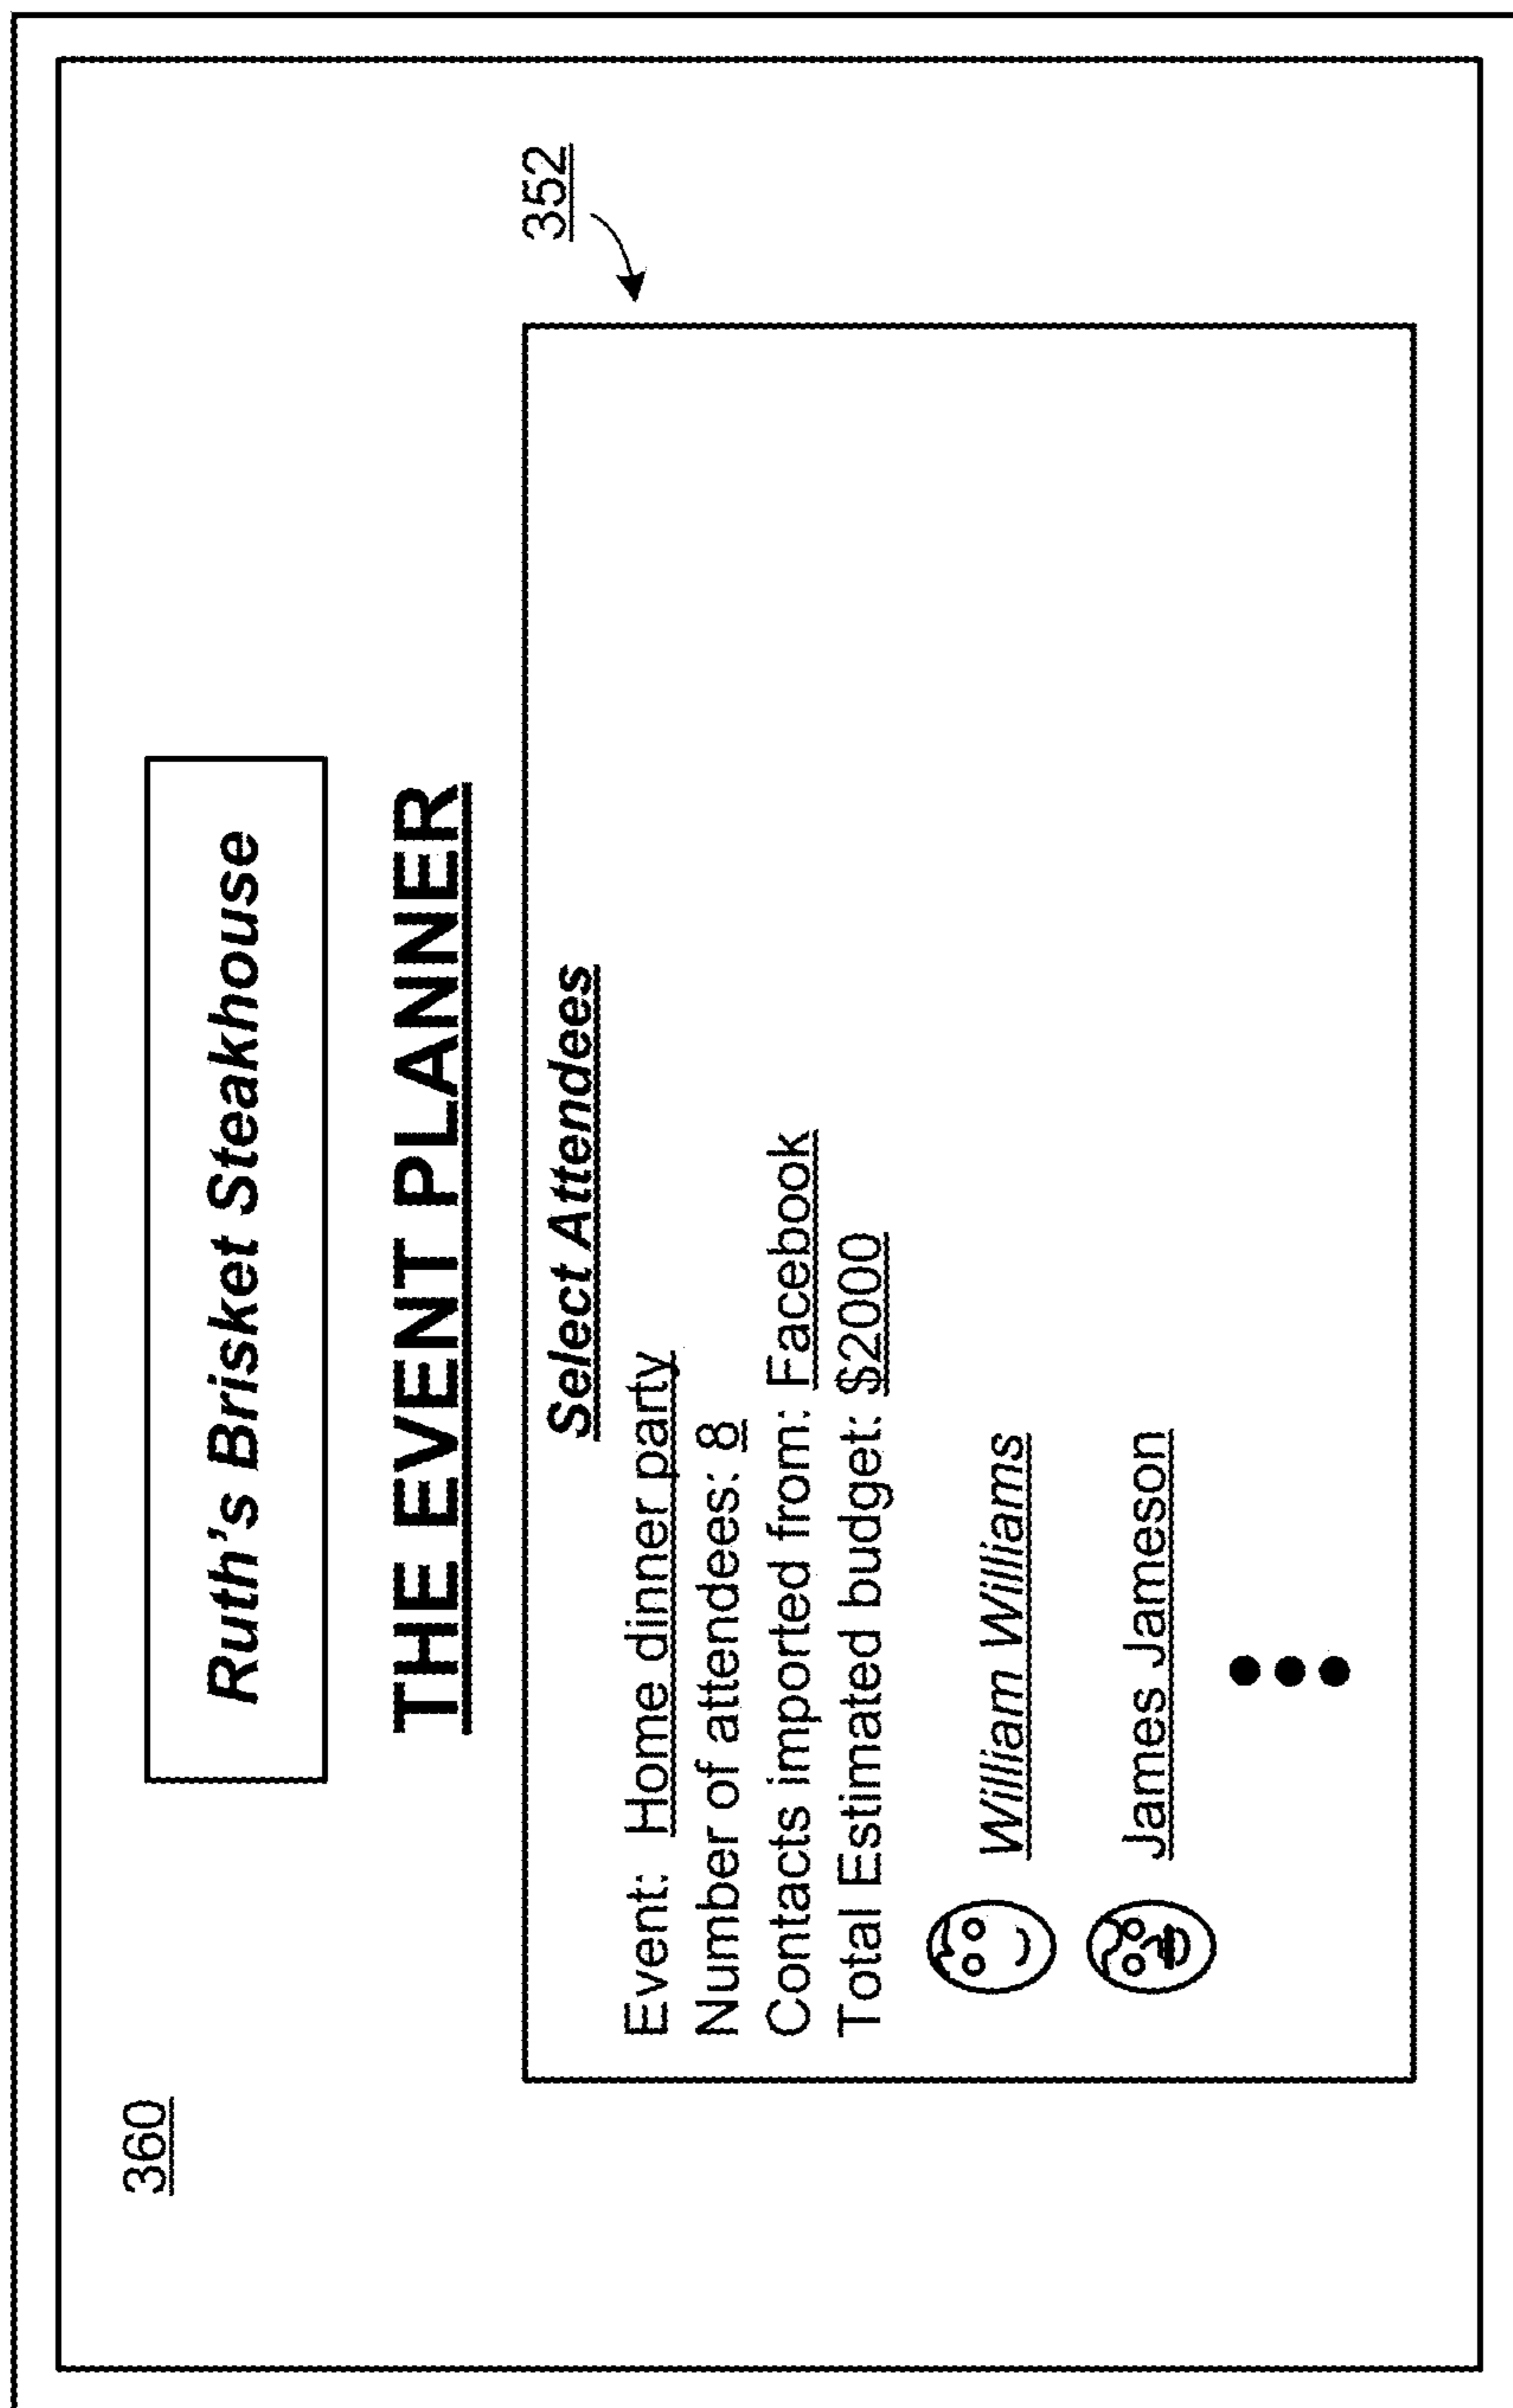 360
Ruth's Brisket Steakhouse
THE EVENT PLANNER
352
Select Attendees
Event: Home dinner party
Number of attendees: 8
Contacts imported from: Facebook
Total Estimated budget: $2000
William Williams
James Jameson